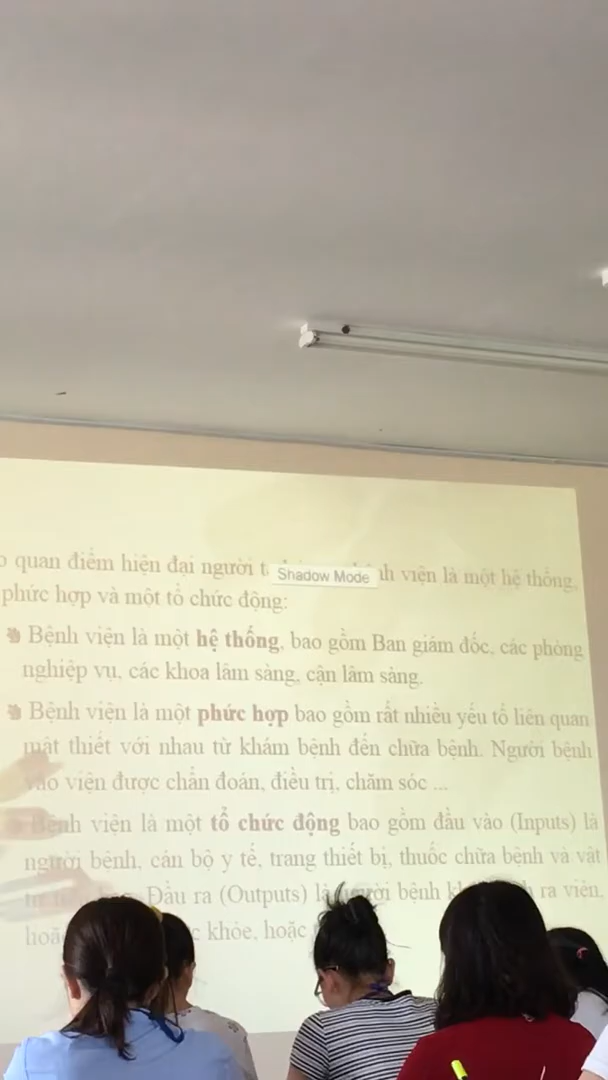 quan điểm hiện đại người viện là một hệ thống,
Shadow Mode
phức hợp và một tổ chức động:
Bệnh viện là một hệ thống, bao gồm Ban giám đốc, các phòng
nghiệp vụ, các khoa lâm sàng, cận lâm sàng.
Bệnh viện là một phức hợp bao gồm rất nhiều yếu tố liên quan
mật thiết với nhau từ khám bệnh đến chữa bệnh. Người bệnh
vào viện được chẩn đoán, điều trị, chăm sóc ...
Bệnh viện là một tổ chức động bao gồm đầu vào (Inputs) là
người bệnh, cán bộ y tế, trang thiết bị, thuốc chữa bệnh và vật
Đầu ra (Outputs) là người bệnh ra viện,
khỏe, hoặc